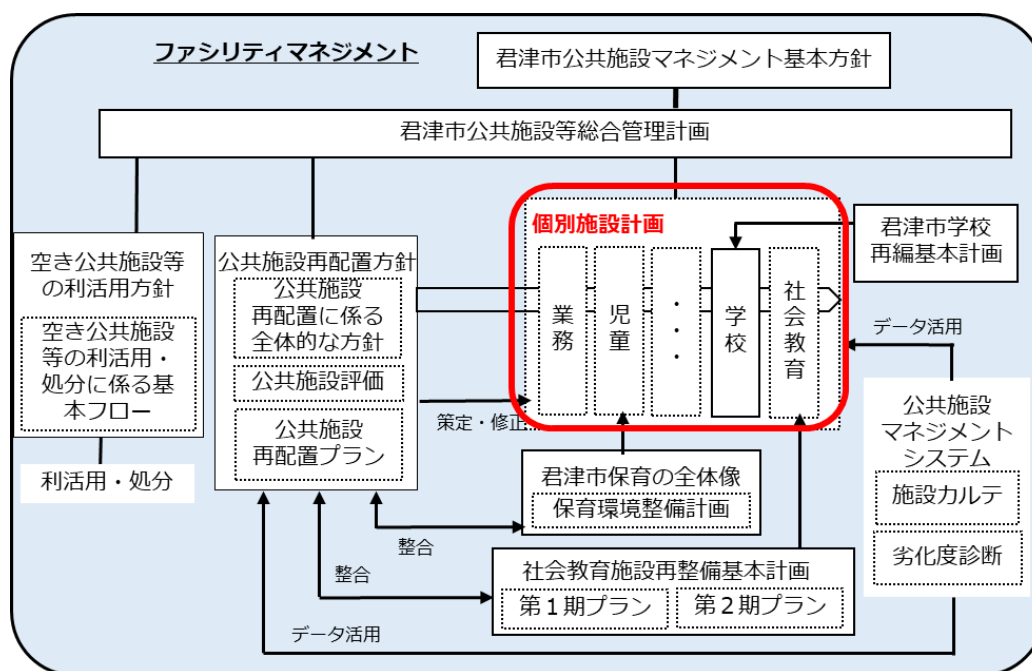 ファシリティマネジメント
君津市公共施設マネジメント基本方針
君津市公共施設等総合管理計画
空き公共施設等
の利活用方針
空き公共施設
等の利活用・
処分に係る基
本フロー
利活用・処分
公共施設再配置方針
公共施設
再配置に係る
全体的な方針
公共施設評価
公共施設
再配置プラン
策定・修正
個別施設計画
業務
児童
・・・
学校
社会教育
君津市学校
再編基本計画
データ活用
公共施設
マネジメント
システム
施設カルテ
劣化度診断
君津市保育の全体像
保育環境整備計画
整合
整合
社会教育施設再整備基本計画
第1期プラン
第2期プラン
データ活用